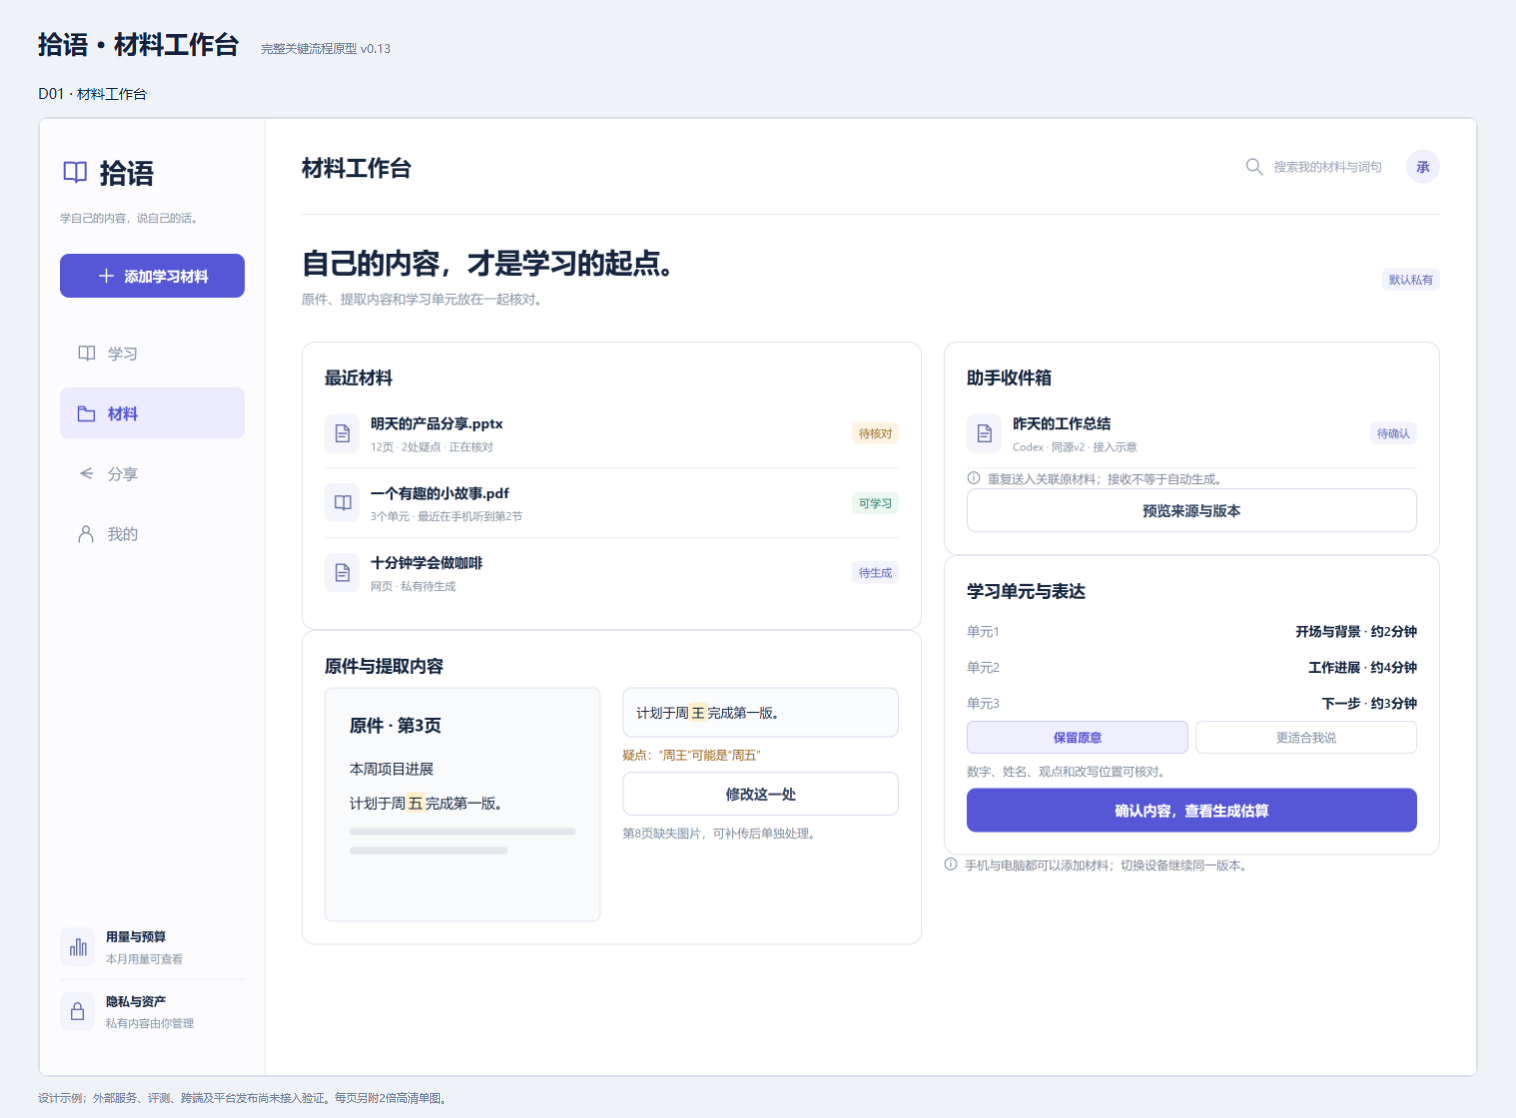 拾语 · 材料工作台 完整关键流程原型 v0.13
D01 · 材料工作台
拾语
学自己的内容，说自己的话。
添加学习材料
学习
材料
分享
我的
用量与预算
本月用量可查看
隐私与资产
私有内容由你管理
材料工作台
搜索我的材料与词句
承
自己的内容，才是学习的起点。
原件、提取内容和学习单元放在一起核对。
默认私有
最近材料
明天的产品分享.pptx
12页 · 2处疑点 · 正在核对
待核对
一个有趣的小故事.pdf
3个单元 · 最近在手机听到第2节
可学习
十分钟学会做咖啡
网页 · 私有待生成
待生成
原件与提取内容
原件 · 第3页
本周项目进展
计划于周五完成第一版。
计划于周王完成第一版。
疑点：“周王”可能是“周五”
修改这一处
第8页缺失图片，可补传后单独处理。
助手收件箱
昨天的工作总结
Codex · 同源v2 · 接入示意
待确认
重复送入关联原材料；接收不等于自动生成。
预览来源与版本
学习单元与表达
单元1 开场与背景 · 约2分钟
单元2 工作进展 · 约4分钟
单元3 下一步 · 约3分钟
保留原意
更适合我说
数字、姓名、观点和改写位置可核对。
确认内容，查看生成估算
手机与电脑都可以添加材料；切换设备继续同一版本。
设计示例；外部服务、评测、跨端及平台发布尚未接入验证。每页另附2倍高清单图。